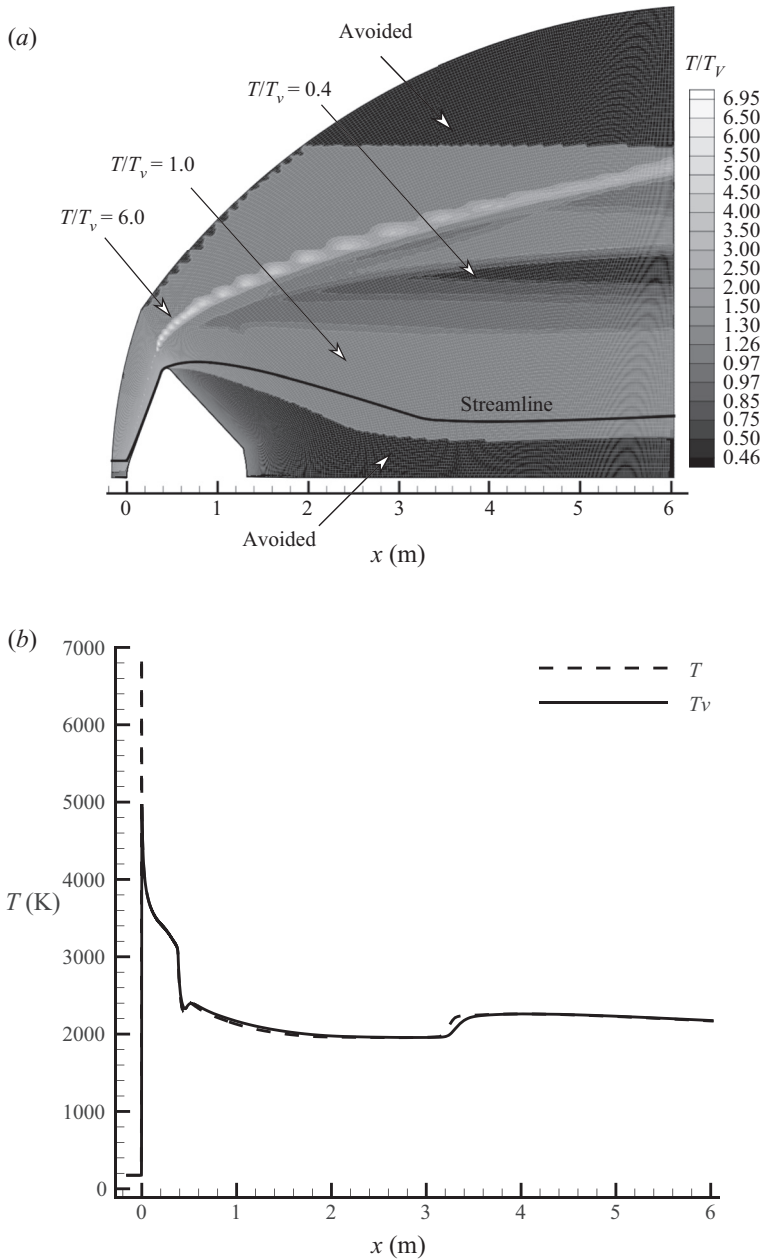 (a)
Avoided
T/Tv = 0.4
T/Tv = 1.0
T/Tv = 6.0
Streamline
Avoided
T/TV
6.95
6.50
6.00
5.50
5.00
4.50
4.00
3.50
3.00
2.50
2.00
1.50
1.30
1.26
0.97
0.97
0.85
0.75
0.50
0.46
0 1 2 3 4 5 6
x (m)
(b)
7000
6000
5000
4000
3000
2000
1000
0
T (K)
T
Tv
0 1 2 3 4 5 6
x (m)